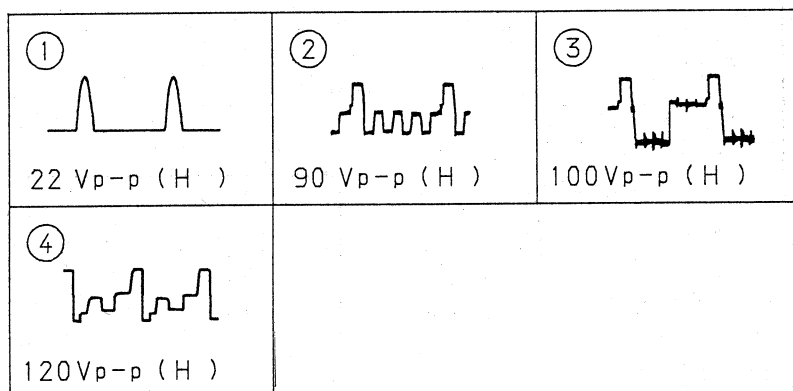 ①
22 Vp-p ( H )
②
90 Vp-p ( H )
③
100Vp-p ( H )
④
120Vp-p ( H )